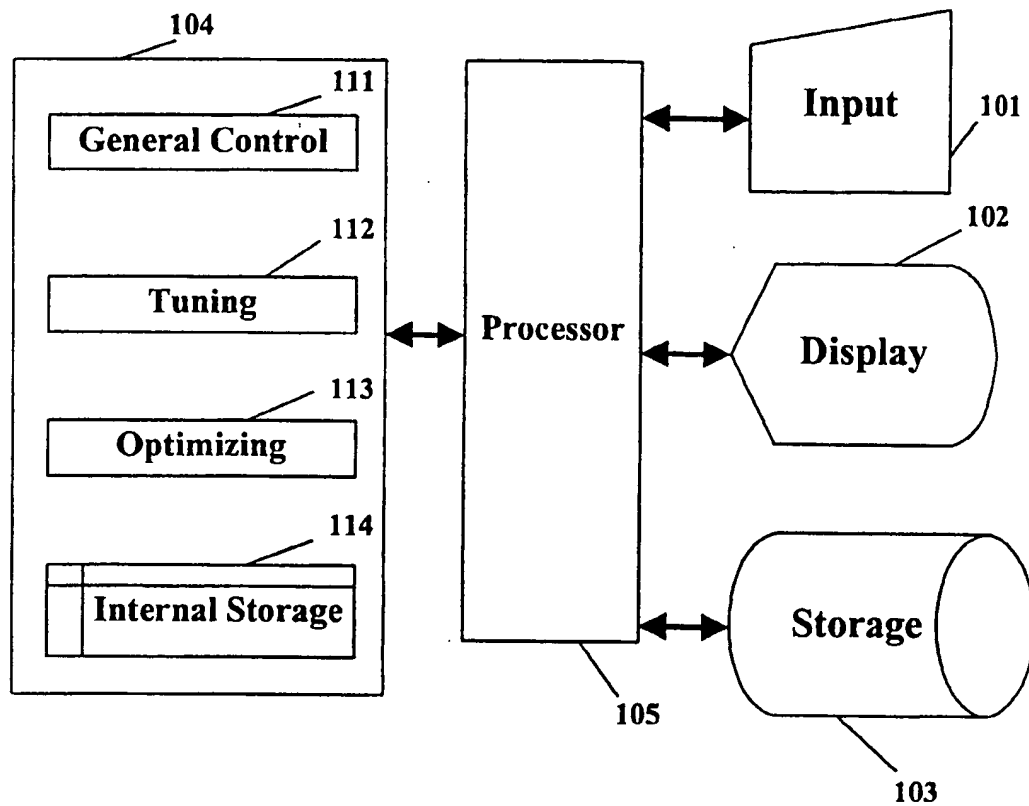 104
111
General Control
112
Tuning
113
Optimizing
114
Internal Storage
Processor
105
Input
101
102
Display
Storage
103